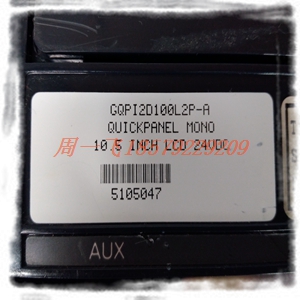 GQPI2D100L2P-A
QUICKPANEL MONO
10.5 INCH LCD 24VDC
5105047
AUX